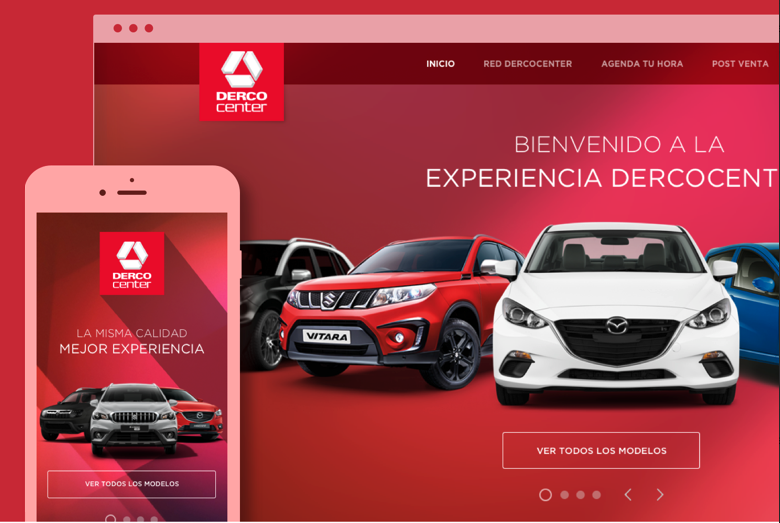 DERCO
center
INICIO
RED DERCOCENTER
AGENDA TU HORA
POST VENTA
BIENVENIDO A LA
EXPERIENCIA DERCOCENT
VITARA
VER TODOS LOS MODELOS
DERCO
center
LA MISMA CALIDAD
MEJOR EXPERIENCIA
VER TODOS LOS MODELOS